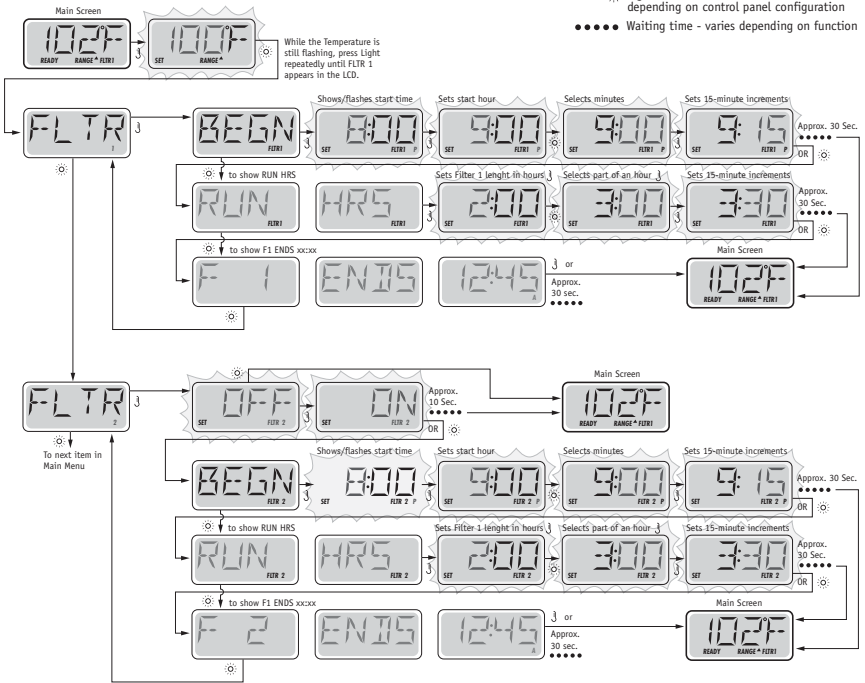 depending on control panel configuration
Waiting time - varies depending on function
Main Screen
102°F
READY RANGE FLTR1
100°F
SET RANGE
While the Temperature is
still flashing, press Light
repeatedly until FLTR 1
appears in the LCD.
FLTR
1
BEGN
FLTR1
Shows/flashes start time
8:00
SET FLTR1 P
Sets start hour
9:00
SET FLTR1 P
Selects minutes
9:00
SET FLTR1 P
Sets 15-minute increments
9:15
SET FLTR1 P
Approx. 30 Sec.
OR
to show RUN HRS
RUN
FLTR1
HRS
FLTR1
Sets Filter 1 lenght in hours
2:00
SET FLTR1
Selects part of an hour
3:00
SET FLTR1
Sets 15-minute increments
3:30
SET FLTR1
Approx.
30 Sec.
OR
to show F1 ENDS xx:xx
F 1
ENDS
12:45
A
or
Approx.
30 sec.
Main Screen
102°F
READY RANGE FLTR1
FLTR
2
To next item in
Main Menu
OFF
SET FLTR 2
ON
SET FLTR 2
Approx.
10 Sec.
OR
Main Screen
102°F
READY RANGE FLTR1
BEGN
FLTR 2
Shows/flashes start time
8:00
SET FLTR 2 P
Sets start hour
9:00
SET FLTR 2 P
Selects minutes
9:00
SET FLTR 2 P
Sets 15-minute increments
9:15
SET FLTR 2 P
Approx. 30 Sec.
OR
to show RUN HRS
RUN
FLTR 2
HRS
FLTR 2
Sets Filter 1 lenght in hours
2:00
SET FLTR 2
Selects part of an hour
3:00
SET FLTR 2
Sets 15-minute increments
3:30
SET FLTR 2
Approx.
30 Sec.
OR
to show F1 ENDS xx:xx
F 2
ENDS
12:45
A
or
Approx.
30 sec.
Main Screen
102°F
READY RANGE FLTR1